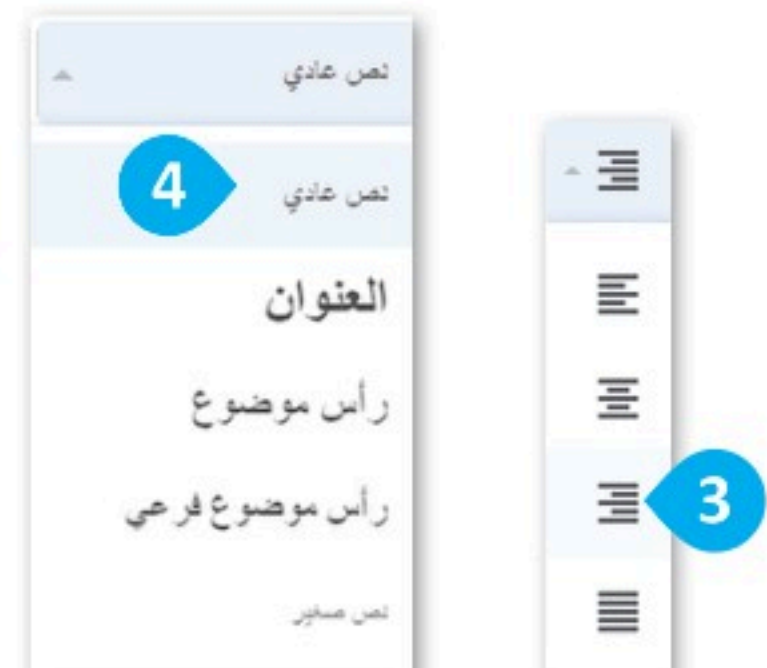 نص عادي
4
نص عادي
العنوان
رأس موضوع
رأس موضوع فرعي
نص صغير
3